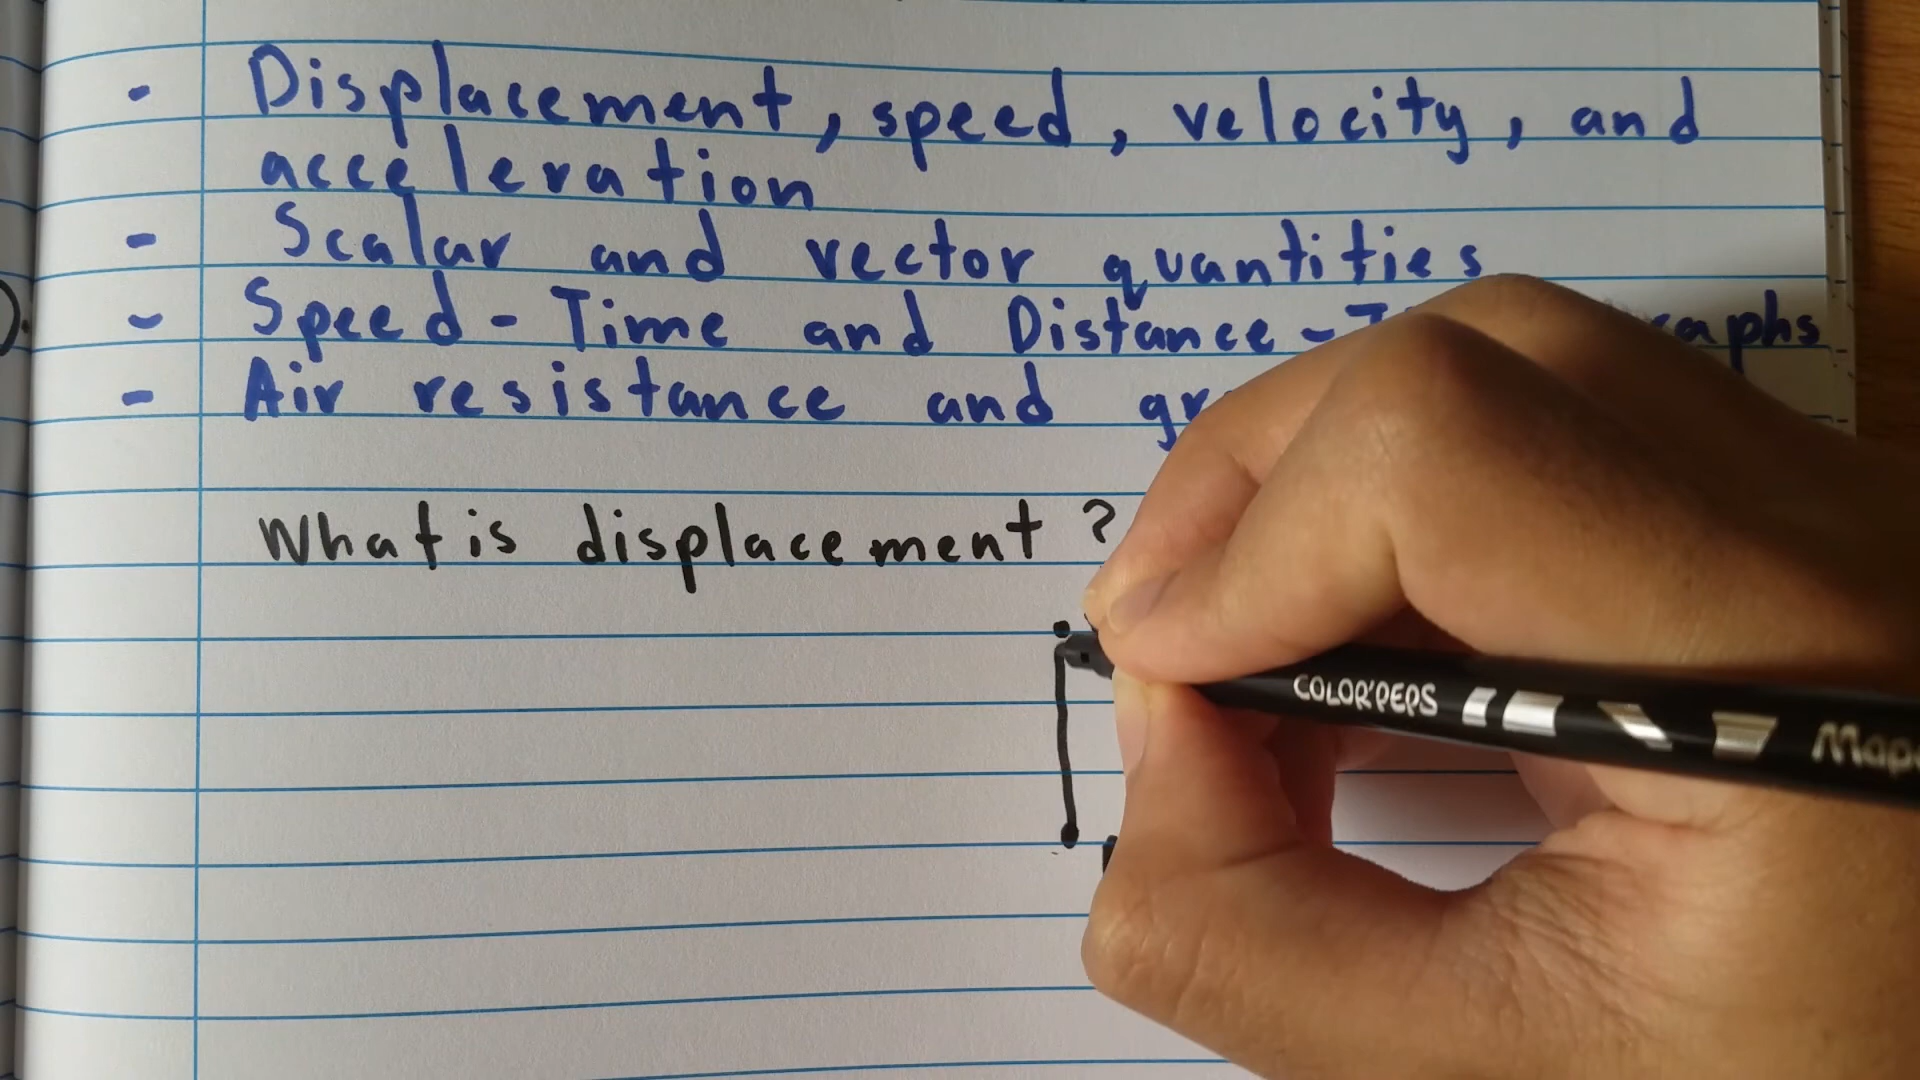 - Displacement, speed, velocity, and
acceleration
- Scalar and vector quantities
- Speed - Time and Distance -
- Air resistance and
What is displacement ?
COLOR'PEPS